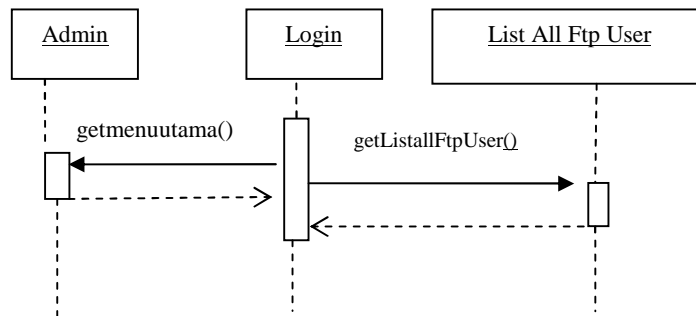 Admin
Login
List All Ftp User
getmenuutama()
getListallFtpUser()